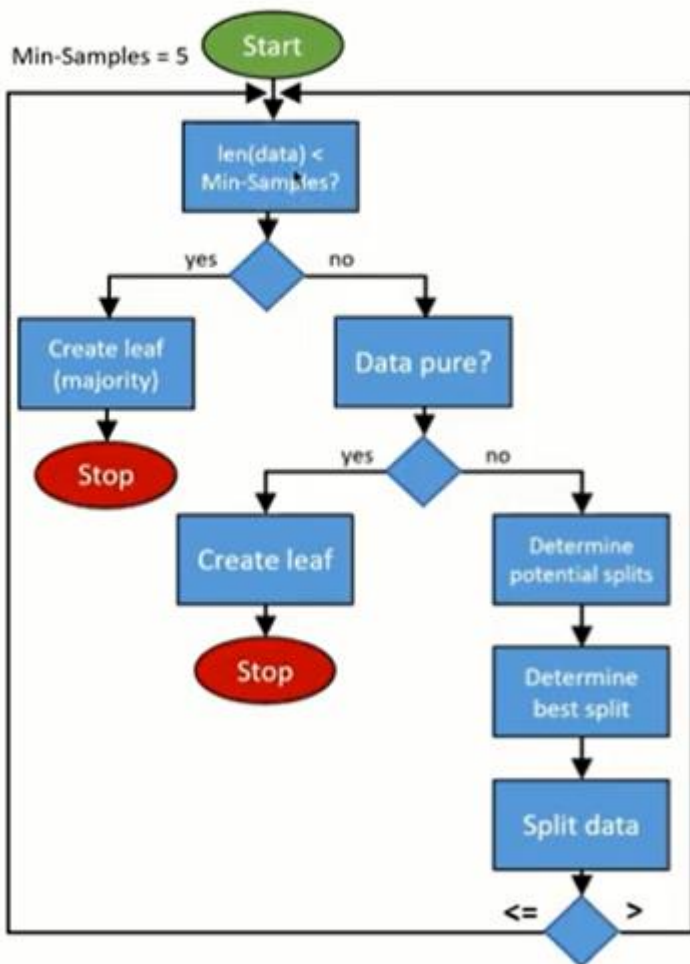 Start
Min-Samples = 5
len(data) <
Min-Samples?
yes
no
Create leaf
(majority)
Data pure?
Stop
yes
no
Create leaf
Determine
potential splits
Stop
Determine
best split
Split data
<=
>